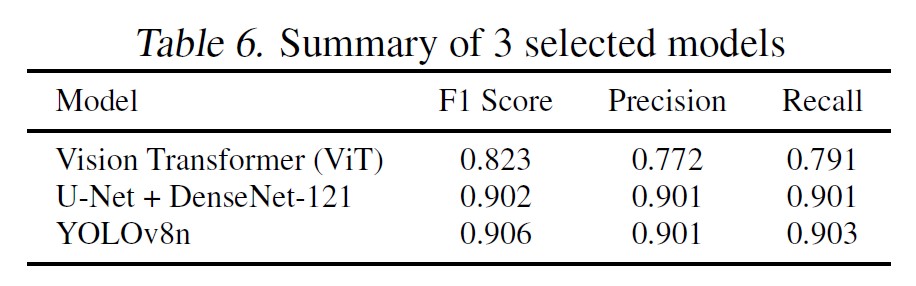 Table 6. Summary of 3 selected models
Model F1 Score Precision Recall
Vision Transformer (ViT) 0.823 0.772 0.791
U-Net + DenseNet-121 0.902 0.901 0.901
YOLOv8n 0.906 0.901 0.903